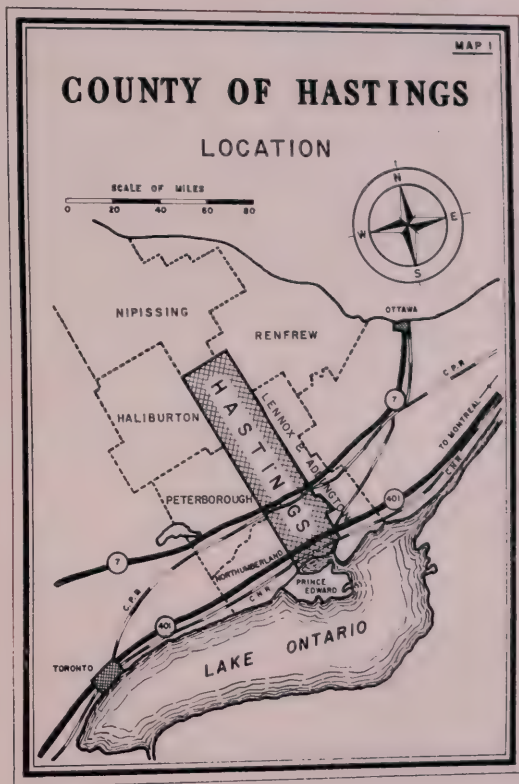 MAP 1
COUNTY OF HASTINGS
LOCATION
SCALE OF MILES
0 20 40 60 80
N
W E
S
OTTAWA
NIPISSING
RENFREW
C.P.R.
7
HASTINGS
LENNOX & ADDINGTON
HALIBURTON
TO MONTREAL
C.N.R.
401
PETERBOROUGH
NORTHUMBERLAND
7
PRINCE
EDWARD
C.N.R.
C.P.R.
401
LAKE ONTARIO
TORONTO